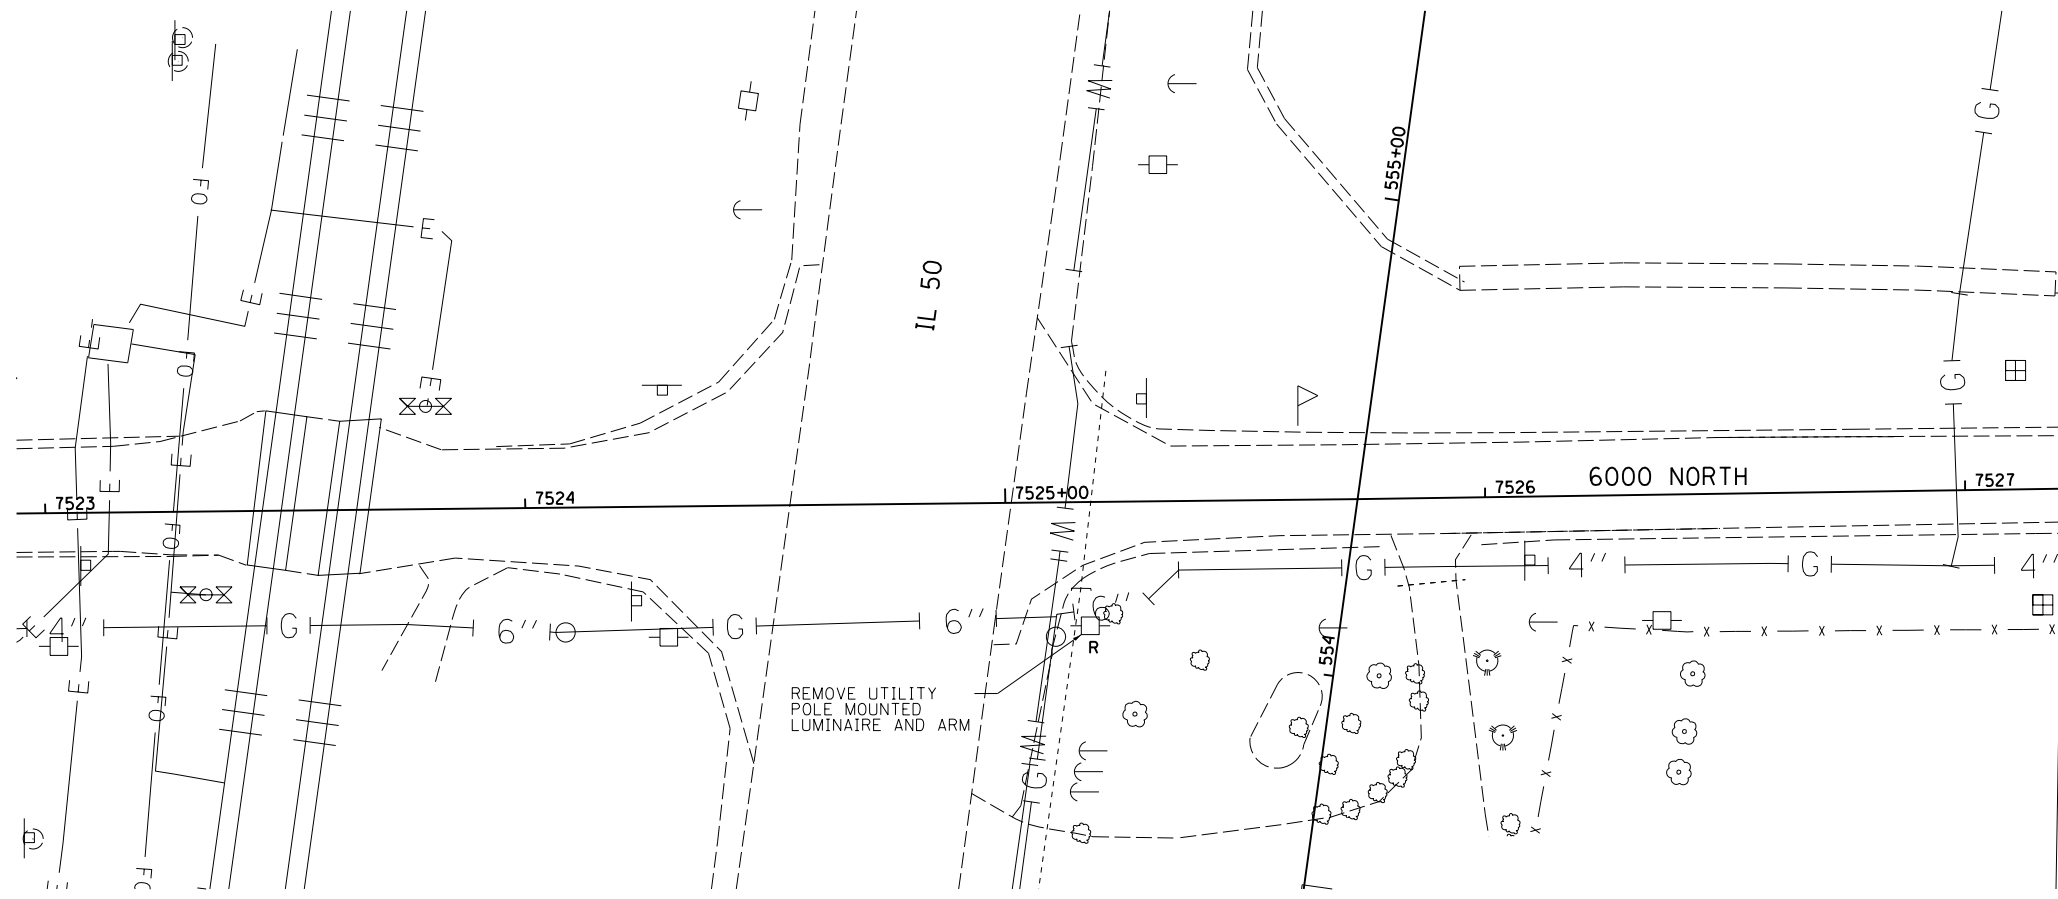 FO
W
G
555+00
E
IL 50
E
E
FO
E
G
E
E
7523
7524
7525+00
7526
6000 NORTH
7527
E
E
FO
W
G
4''
G
4''
E
4''
G
6''
G
6''
6''
E
R
554
x x x x x x x x x
REMOVE UTILITY
POLE MOUNTED
LUMINAIRE AND ARM
E
FO
W
G
x
x
x
x
E
FO